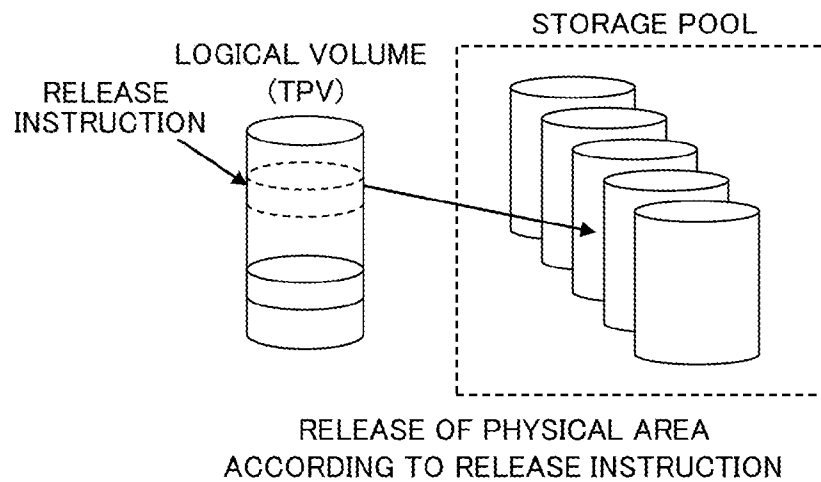 STORAGE POOL
LOGICAL VOLUME
(TPV)
RELEASE
INSTRUCTION
RELEASE OF PHYSICAL AREA
ACCORDING TO RELEASE INSTRUCTION